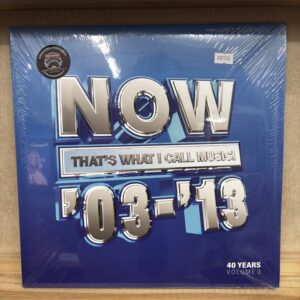 NOW
THAT'S WHAT I CALL MUSIC!
'03-'13
40 YEARS
VOLUME 3